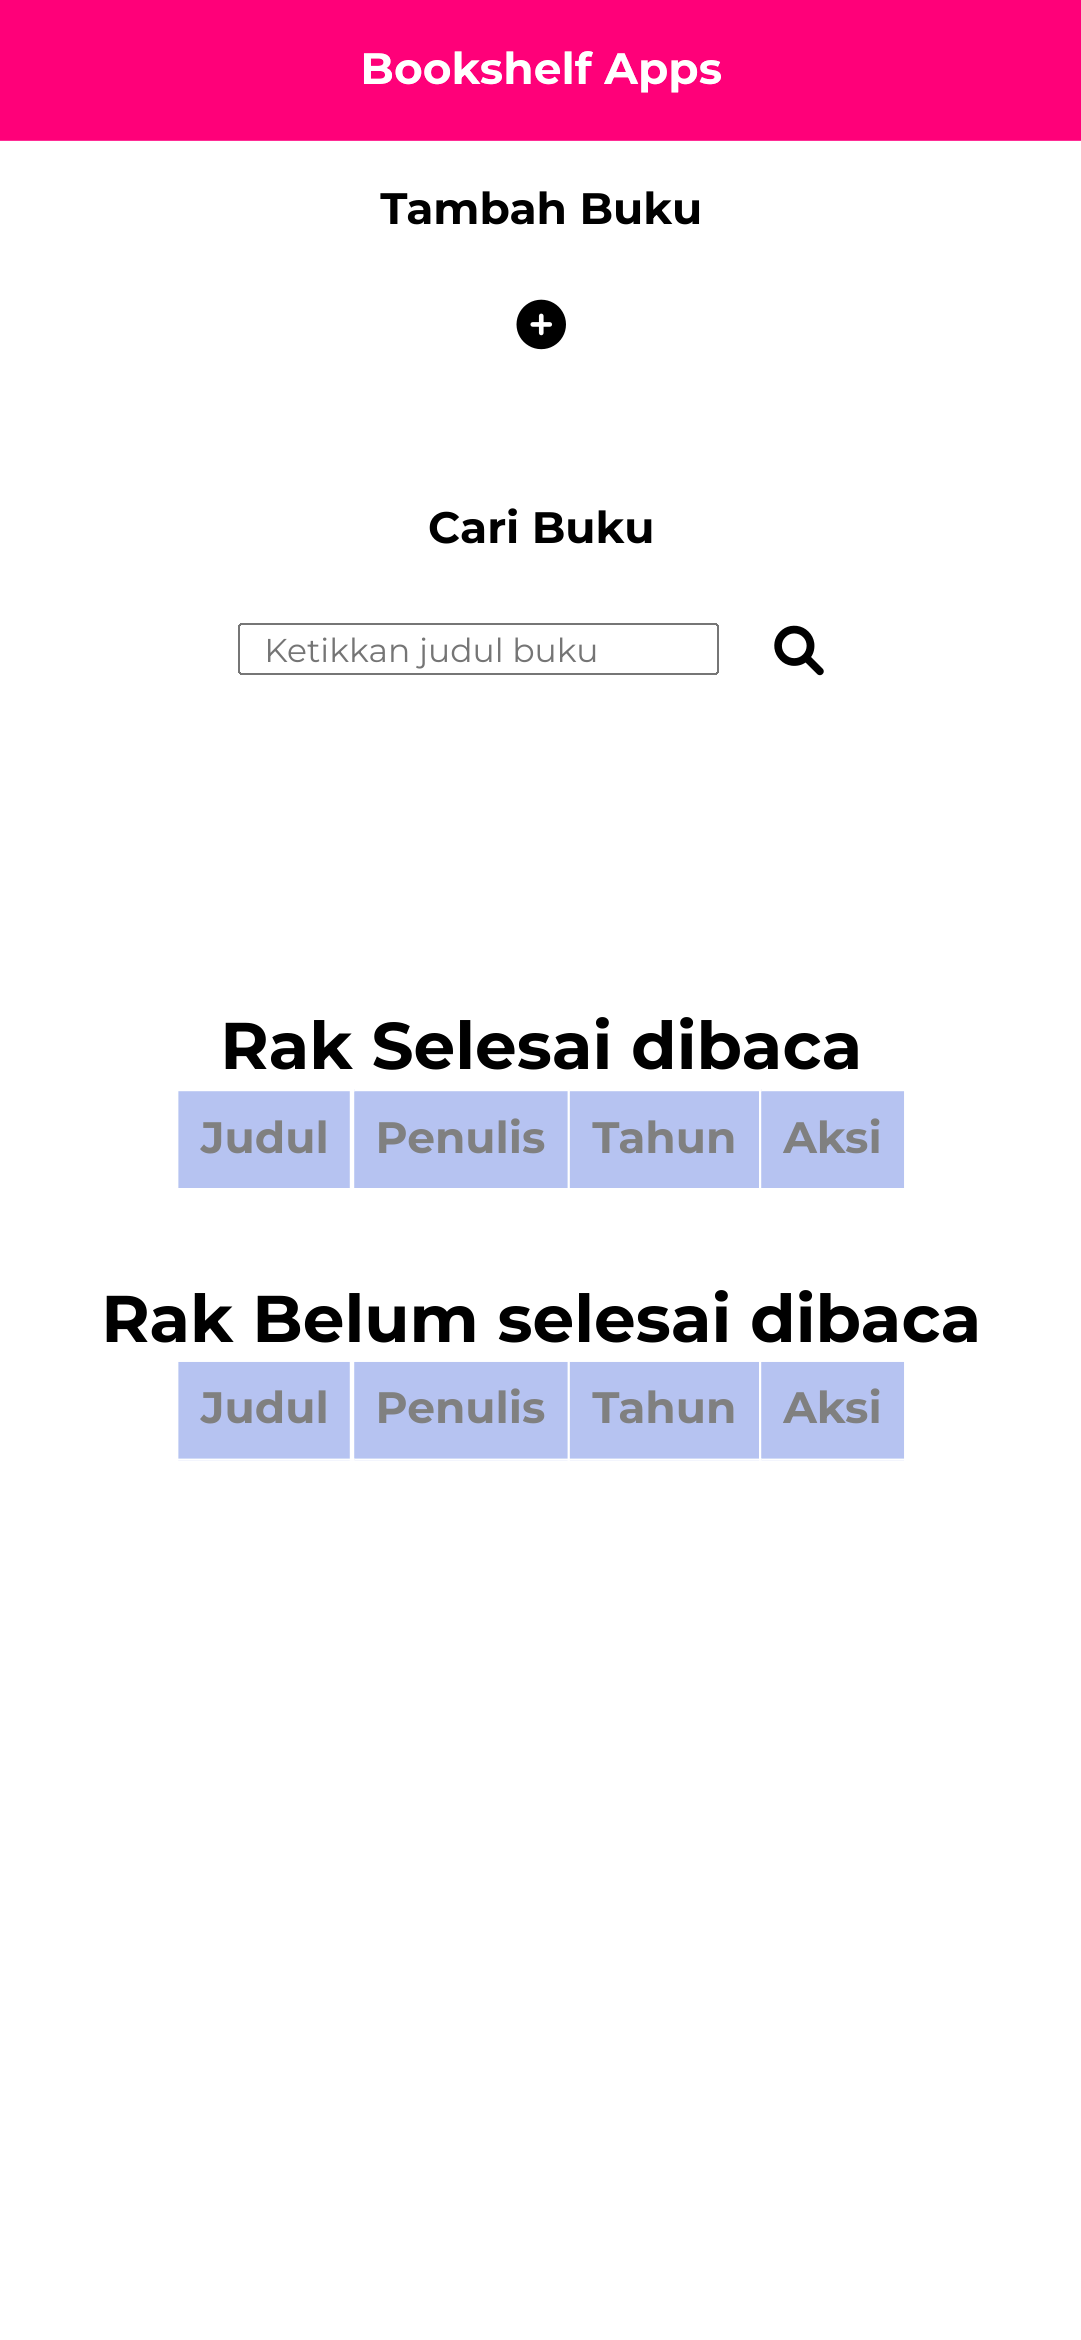 Bookshelf Apps
Tambah Buku
Cari Buku
Ketikkan judul buku
Rak Selesai dibaca
Judul Penulis Tahun Aksi
Rak Belum selesai dibaca
Judul Penulis Tahun Aksi